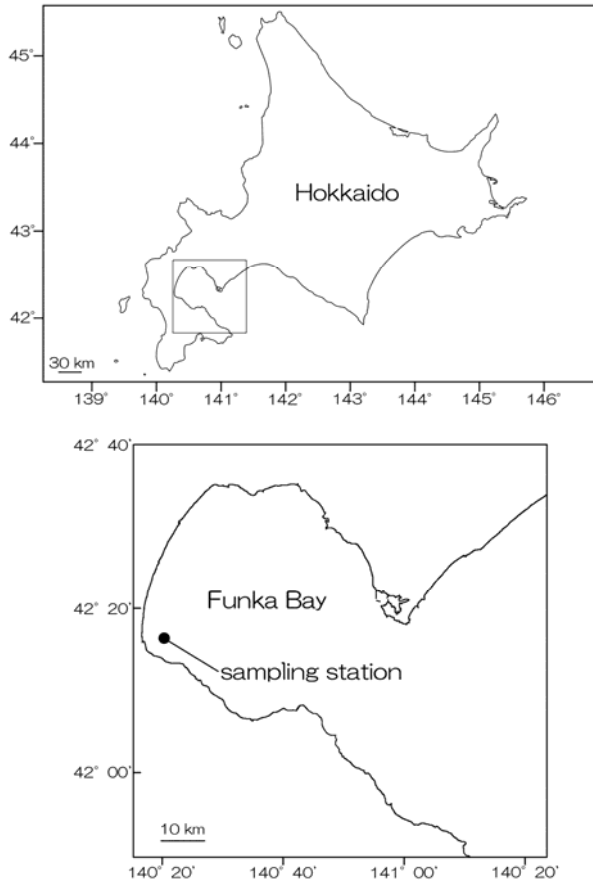 45°
44°
Hokkaido
43°
42°
30 km
139° 140° 141° 142° 143° 144° 145° 146°
42° 40'
Funka Bay
42° 20'
sampling station
42° 00'
10 km
140° 20' 140° 40' 141° 00' 140° 20'